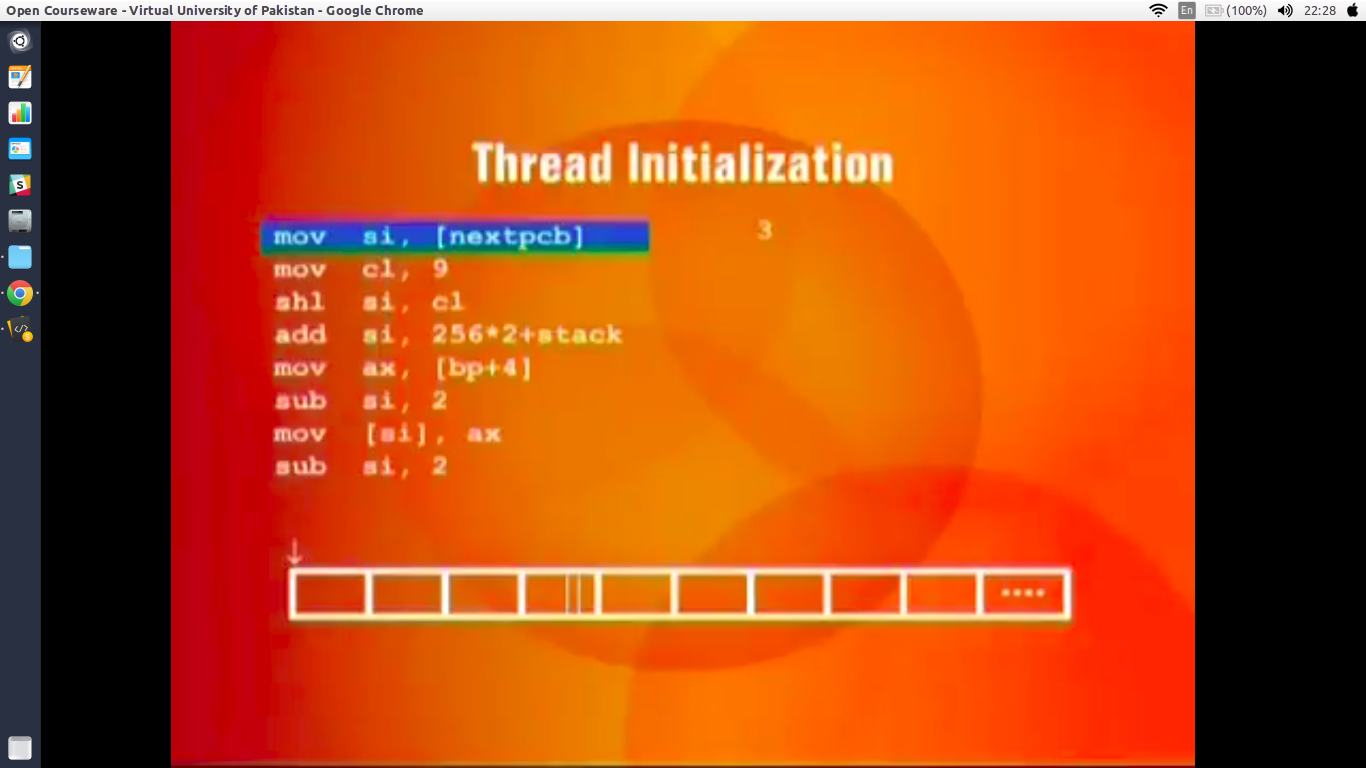 Open Courseware - Virtual University of Pakistan - Google Chrome
En (100%) 22:28
Thread Initialization
mov si, [nextpcb] 3
mov cl, 9
shl si, cl
add si, 256*2+stack
mov ax, [bp+4]
sub si, 2
mov [si], ax
sub si, 2
....